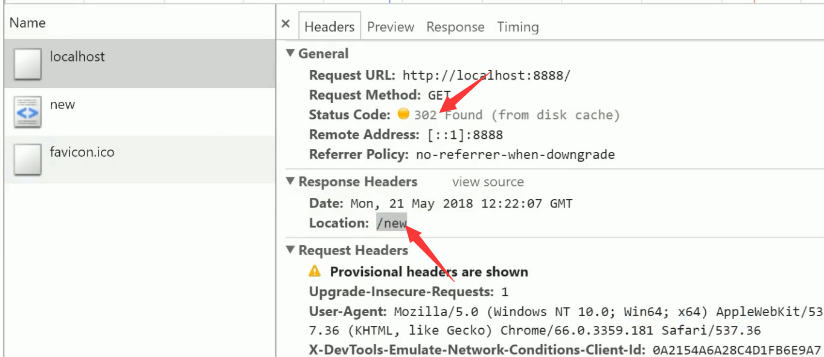 Name
localhost
new
favicon.ico
× Headers Preview Response Timing
▼ General
Request URL: http://localhost:8888/
Request Method: GET
Status Code: 302 Found (from disk cache)
Remote Address: [::1]:8888
Referrer Policy: no-referrer-when-downgrade
▼ Response Headers view source
Date: Mon, 21 May 2018 12:22:07 GMT
Location: /new
▼ Request Headers
Provisional headers are shown
Upgrade-Insecure-Requests: 1
User-Agent: Mozilla/5.0 (Windows NT 10.0; Win64; x64) AppleWebKit/53
7.36 (KHTML, like Gecko) Chrome/66.0.3359.181 Safari/537.36
X-DevTools-Emulate-Network-Conditions-Client-Id: 0A2154A6A28C4D1FB6E9A7